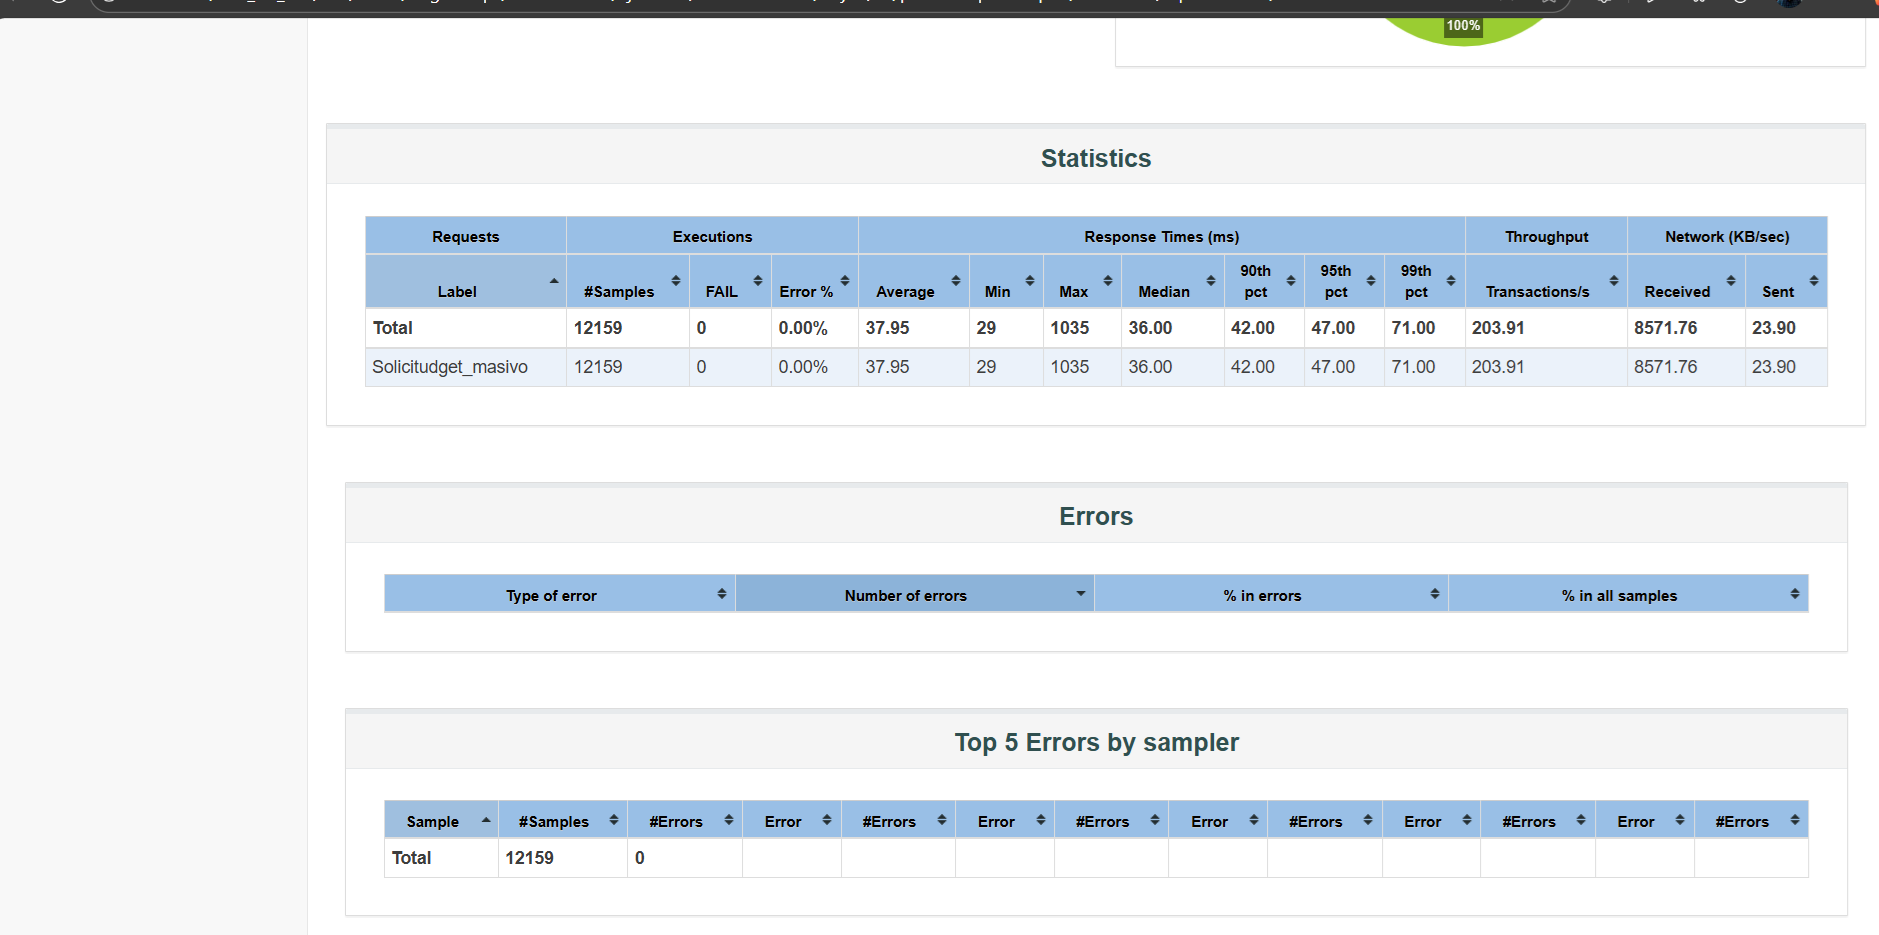 100%
Statistics
Requests Executions Response Times (ms) Throughput Network (KB/sec)
Label #Samples FAIL Error % Average Min Max Median 90th pct 95th pct 99th pct Transactions/s Received Sent
Total 12159 0 0.00% 37.95 29 1035 36.00 42.00 47.00 71.00 203.91 8571.76 23.90
Solicitudget_masivo 12159 0 0.00% 37.95 29 1035 36.00 42.00 47.00 71.00 203.91 8571.76 23.90
Errors
Type of error Number of errors % in errors % in all samples
Top 5 Errors by sampler
Sample #Samples #Errors Error #Errors Error #Errors Error #Errors Error #Errors Error #Errors
Total 12159 0